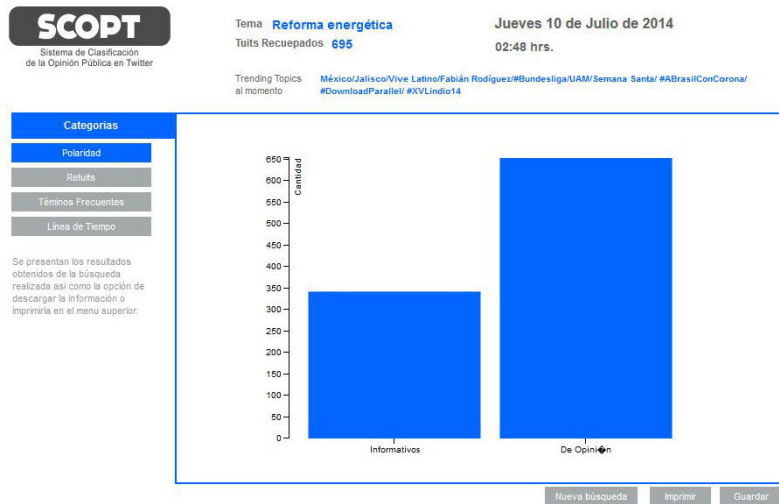 SCOPT
Sistema de Clasificación
de la Opinión Pública en Twitter
Tema Reforma energética
Tuits Recuepados 695
Jueves 10 de Julio de 2014
02:48 hrs.
Trending Topics
al momento
México/Jalisco/Vive Latino/Fabián Rodíguez/#Bundesliga/UAM/Semana Santa/ #ABrasilConCorona/
#DownloadParallel/ #XVLindio14
Categorias
Polaridad
Retuits
Téminos Frecuentes
Línea de Tiempo
Se presentan los resultados
obtenidos de la búsqueda
realizada asi como la opción de
descargar la información o
imprimirla en el menu superior.
Cantidad
650
600
550
500
450
400
350
300
250
200
150
100
50
0
Informativos
De Opini�n
Nueva búsqueda
Imprimir
Guardar